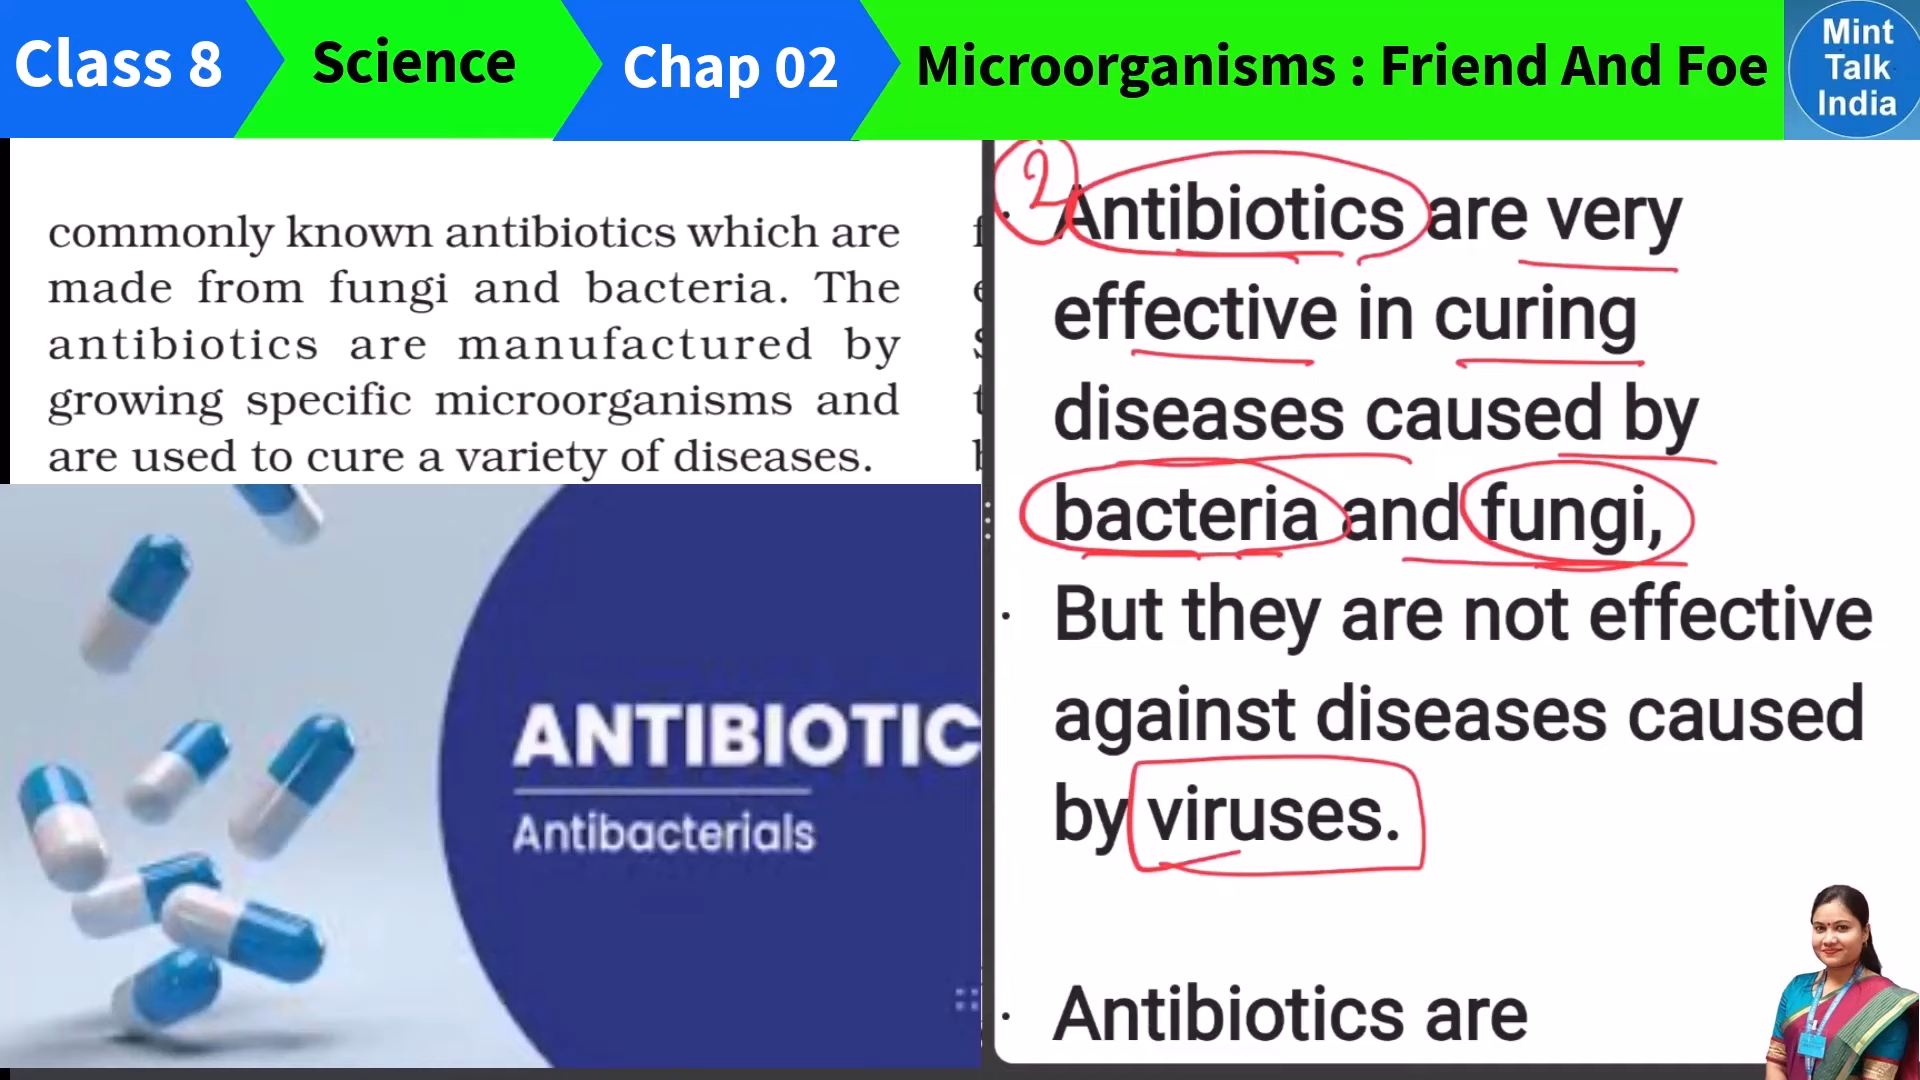 Class 8
Science
Chap 02
Microorganisms : Friend And Foe
Mint
Talk
India
commonly known antibiotics which are
made from fungi and bacteria. The
antibiotics are manufactured by
growing specific microorganisms and
are used to cure a variety of diseases.
ANTIBIOTIC
Antibacterials
2
· Antibiotics are very
effective in curing
diseases caused by
bacteria and fungi,
· But they are not effective
against diseases caused
by viruses.
· Antibiotics are